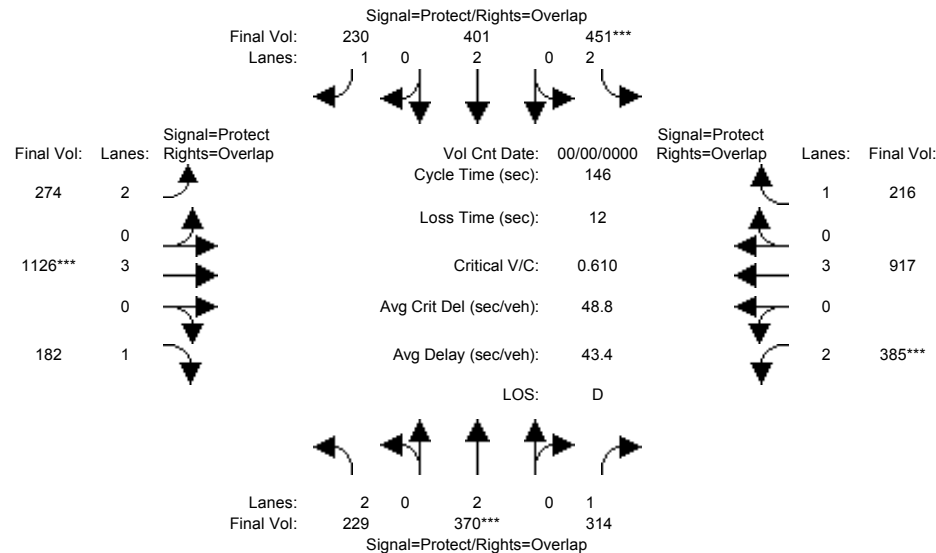 Signal=Protect/Rights=Overlap
Final Vol: 230 401 451***
Lanes: 1 0 2 0 2
Signal=Protect Signal=Protect
Final Vol: Lanes: Rights=Overlap Vol Cnt Date: 00/00/0000 Rights=Overlap Lanes: Final Vol:
Cycle Time (sec): 146
274 2 1 216
Loss Time (sec): 12
0 0
1126*** 3 Critical V/C: 0.610 3 917
0 Avg Crit Del (sec/veh): 48.8 0
182 1 Avg Delay (sec/veh): 43.4 2 385***
LOS: D
Lanes: 2 0 2 0 1
Final Vol: 229 370*** 314
Signal=Protect/Rights=Overlap